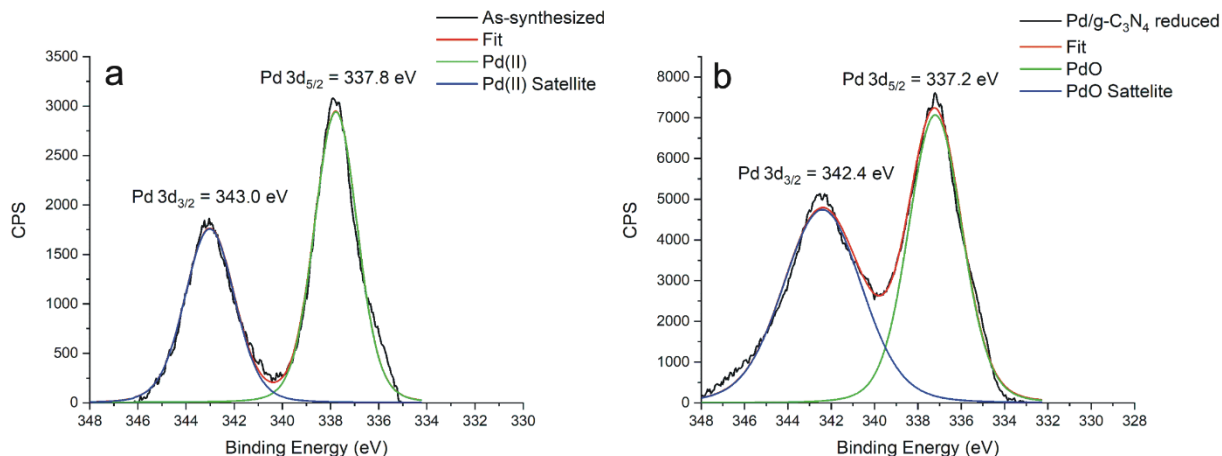 a
As-synthesized
Fit
Pd(II)
Pd(II) Satellite
Pd 3d5/2 = 337.8 eV
Pd 3d3/2 = 343.0 eV
CPS
3500
3000
2500
2000
1500
1000
500
0
348 346 344 342 340 338 336 334 332 330
Binding Energy (eV)
b
Pd/g-C3N4 reduced
Fit
PdO
PdO Sattelite
Pd 3d5/2 = 337.2 eV
Pd 3d3/2 = 342.4 eV
CPS
8000
7000
6000
5000
4000
3000
2000
1000
0
348 346 344 342 340 338 336 334 332 330 328
Binding Energy (eV)